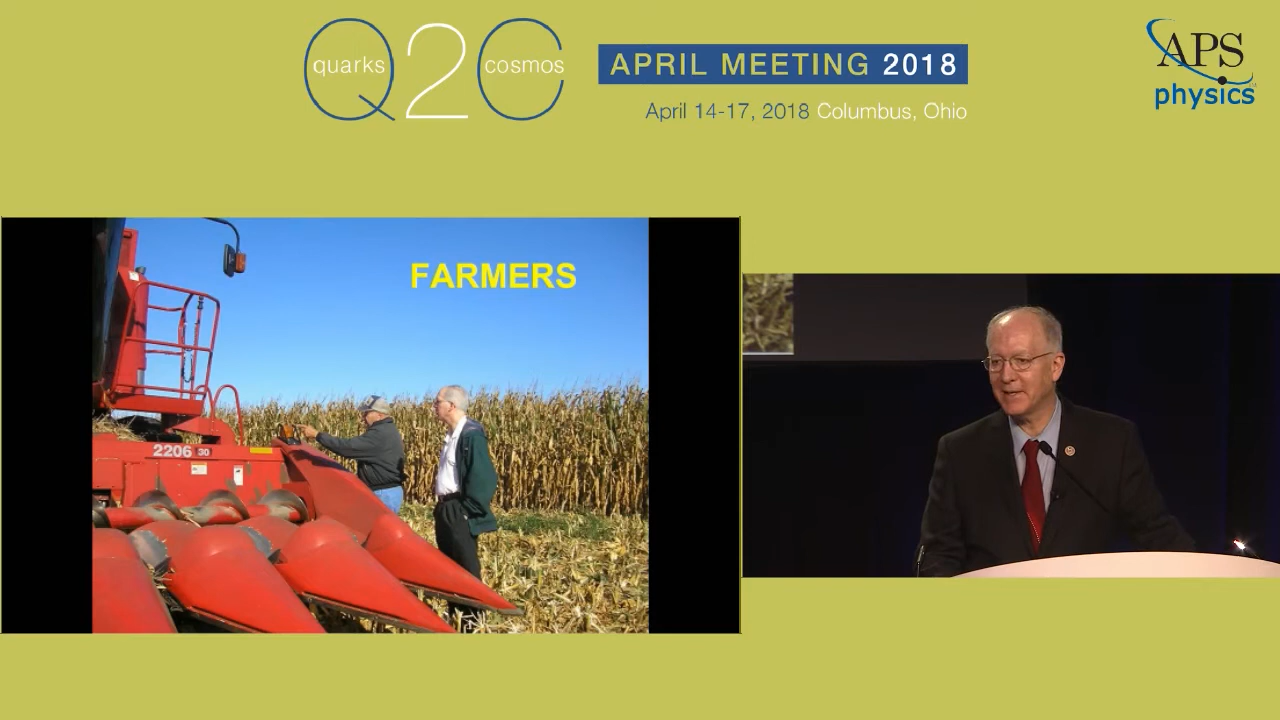 quarks
Q2C
cosmos
APRIL MEETING 2018
April 14-17, 2018 Columbus, Ohio
APS
physics
FARMERS
2206 30